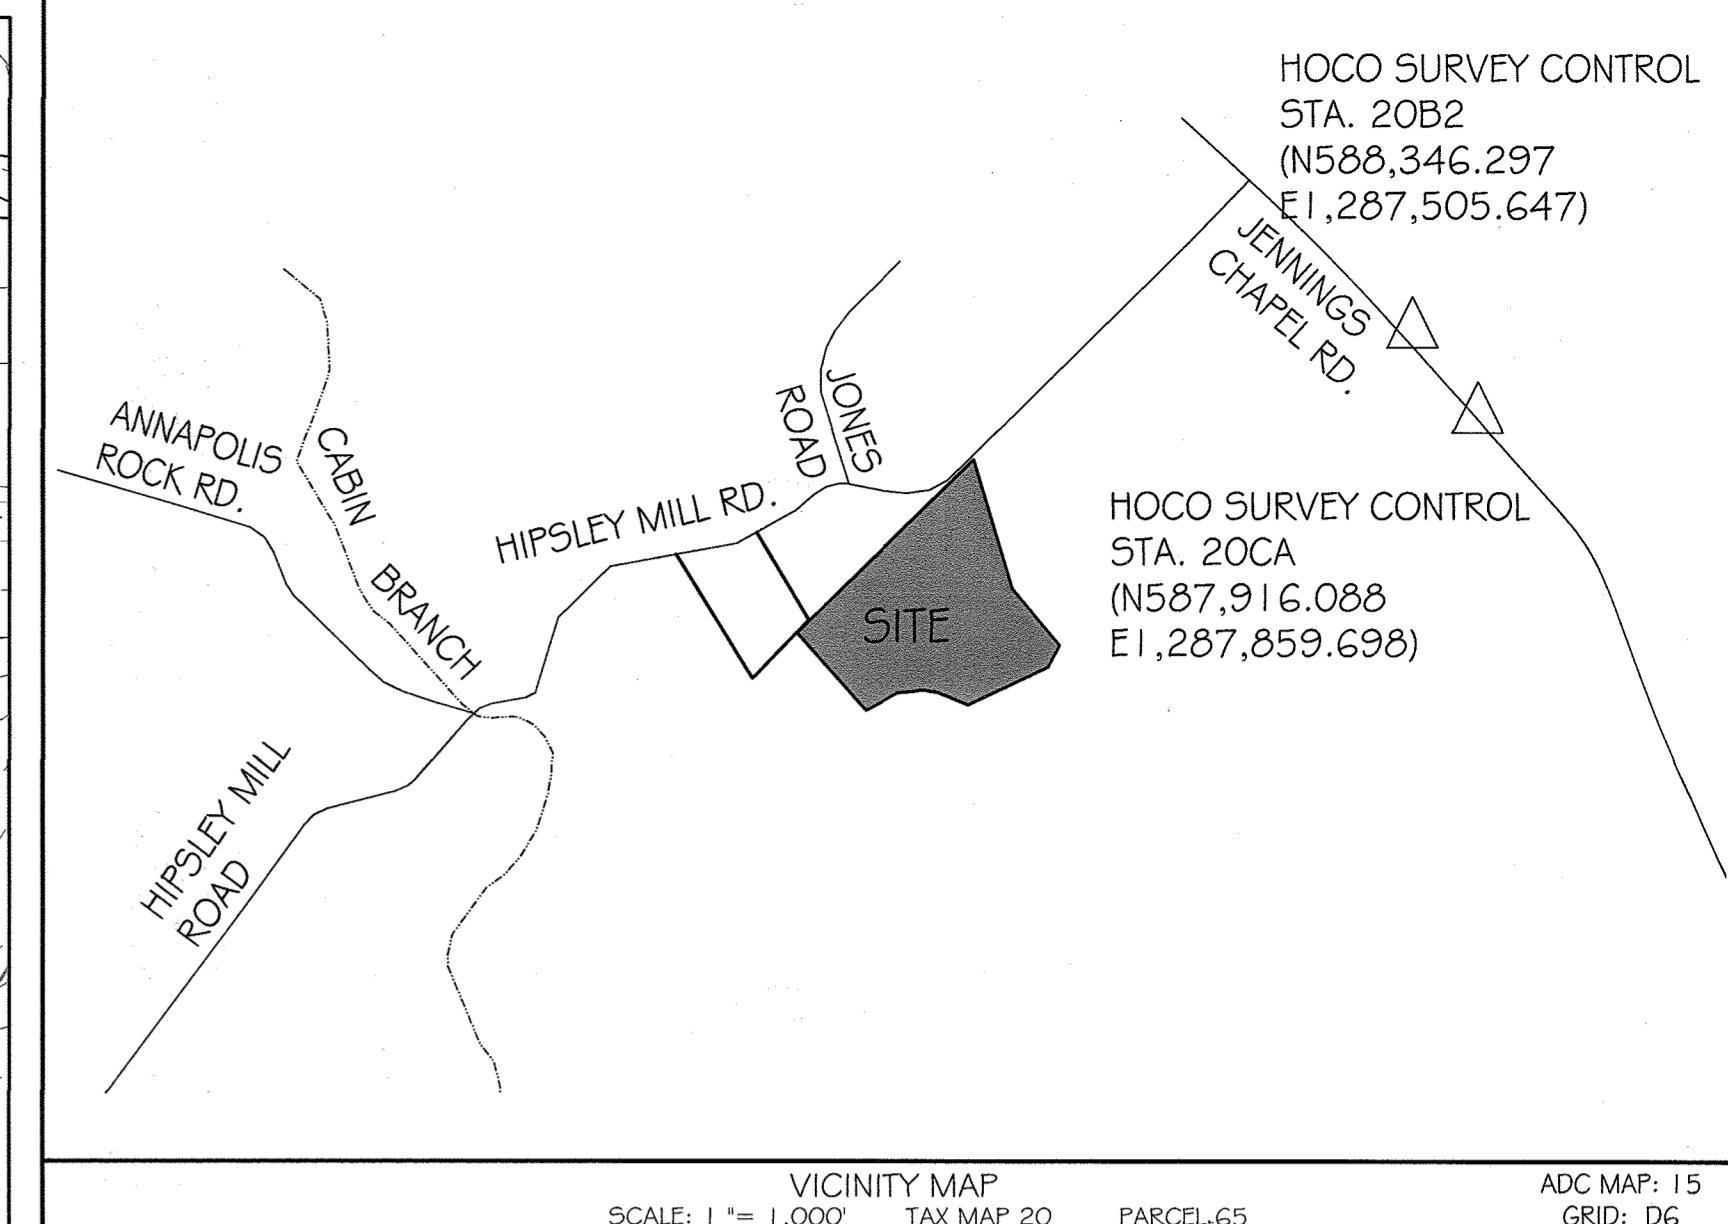 HOCO SURVEY CONTROL
STA. 20B2
(N588,346.297
E1,287,505.647)
JENNINGS
CHAPEL RD.
JONES
ROAD
ANNAPOLIS
ROCK RD.
CABIN
BRANCH
HIPSLEY MILL RD.
HOCO SURVEY CONTROL
STA. 20CA
(N587,916.088
E1,287,859.698)
SITE
HIPSLEY MILL
ROAD
VICINITY MAP
SCALE: 1"= 1,000' TAX MAP 20 PARCEL 65
ADC MAP: 15
GRID: D6